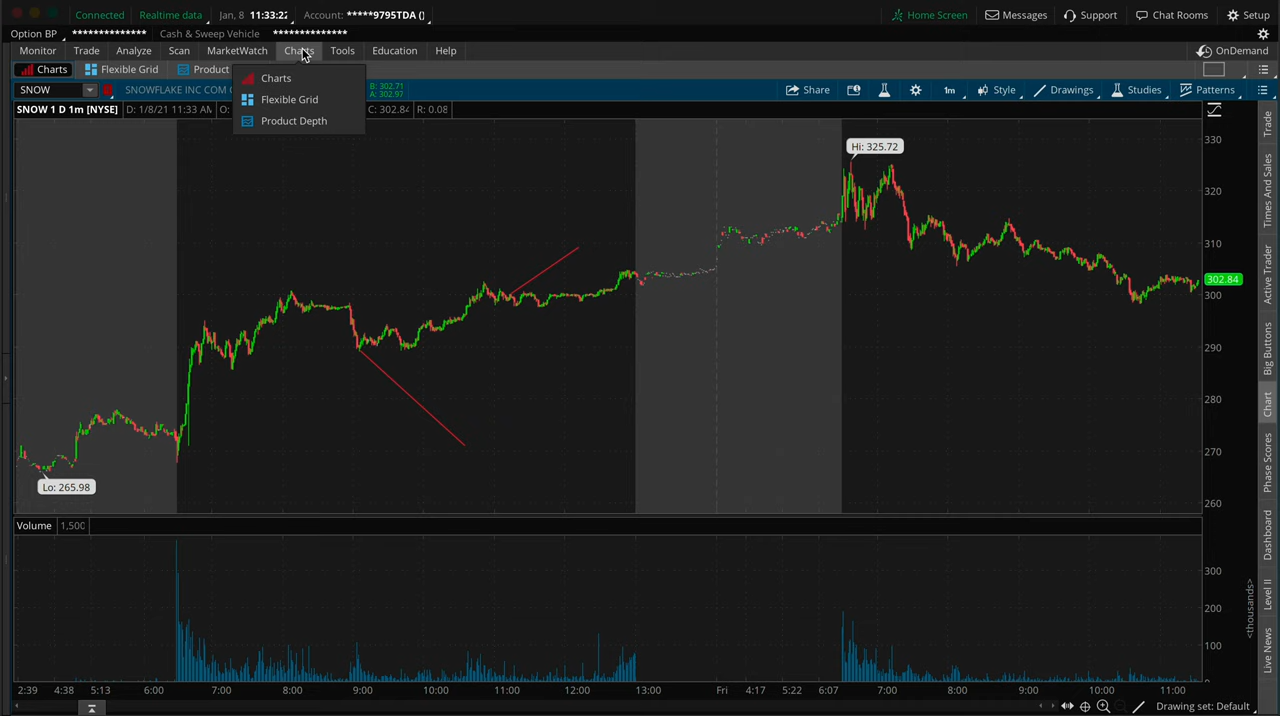 Connected Realtime data Jan, 8 11:33:22 Account: *****9795TDA () Home Screen Messages Support Chat Rooms Setup
Option BP ************** Cash & Sweep Vehicle **************
Monitor Trade Analyze Scan MarketWatch Charts Tools Education Help OnDemand
Charts Flexible Grid Product
Charts
Flexible Grid
Product Depth
SNOW SNOWFLAKE INC COM B: 302.71 A: 302.97 Share 1m Style Drawings Studies Patterns
SNOW 1 D 1m [NYSE] D: 1/8/21 11:33 AM O: C: 302.84 R: 0.08
Hi: 325.72
Lo: 265.98
330
320
310
302.84
300
290
280
270
260
Volume 1,500
300
200
100
0
<thousands>
2:39 4:38 5:13 6:00 7:00 8:00 9:00 10:00 11:00 12:00 13:00 Fri 4:17 5:22 6:07 7:00 8:00 9:00 10:00 11:00
Drawing set: Default
Trade
Times And Sales
Active Trader
Big Buttons
Chart
Phase Scores
Dashboard
Level II
Live News